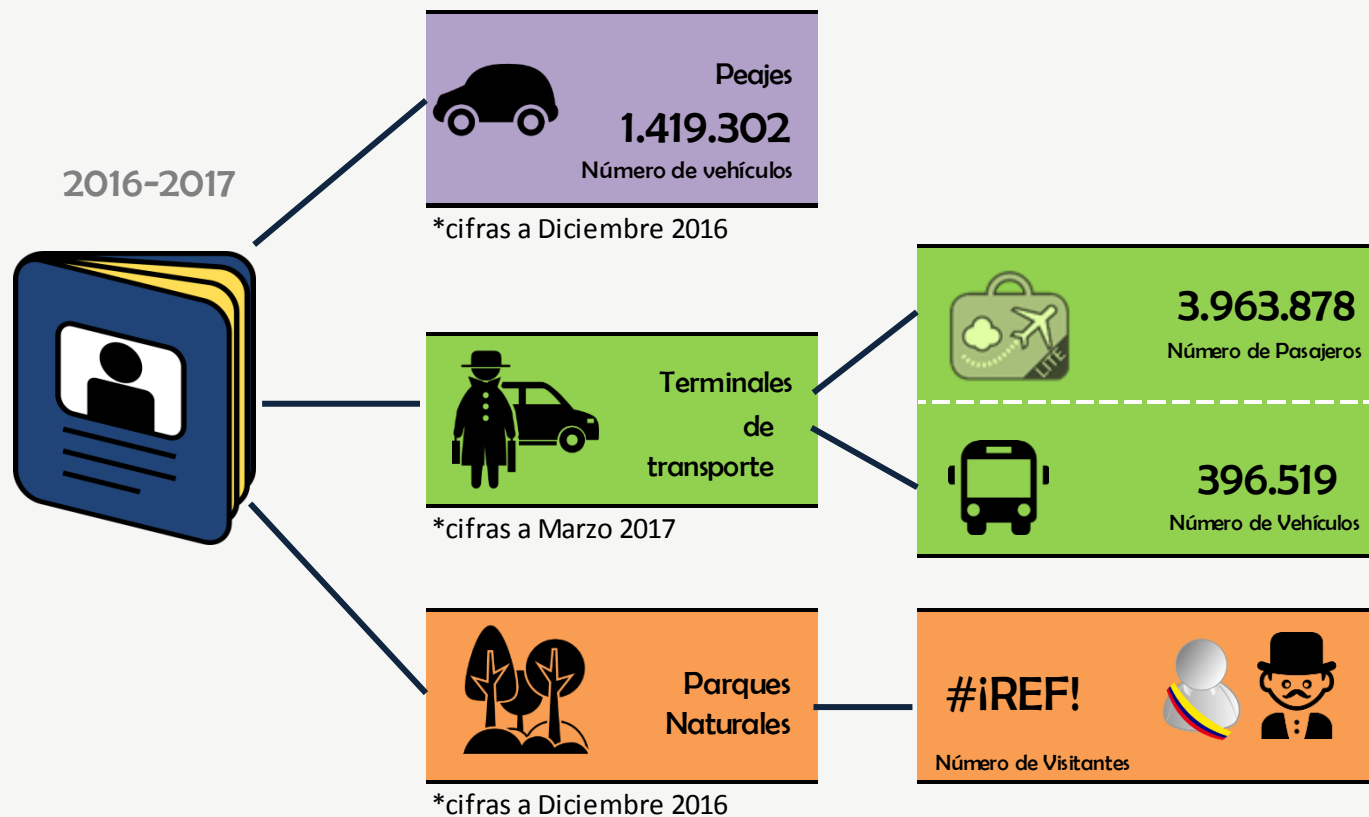 2016-2017
Peajes
1.419.302
Número de vehículos
*cifras a Diciembre 2016
Terminales
de
transporte
*cifras a Marzo 2017
LITE
3.963.878
Número de Pasajeros
396.519
Número de Vehículos
Parques
Naturales
*cifras a Diciembre 2016
#¡REF!
Número de Visitantes